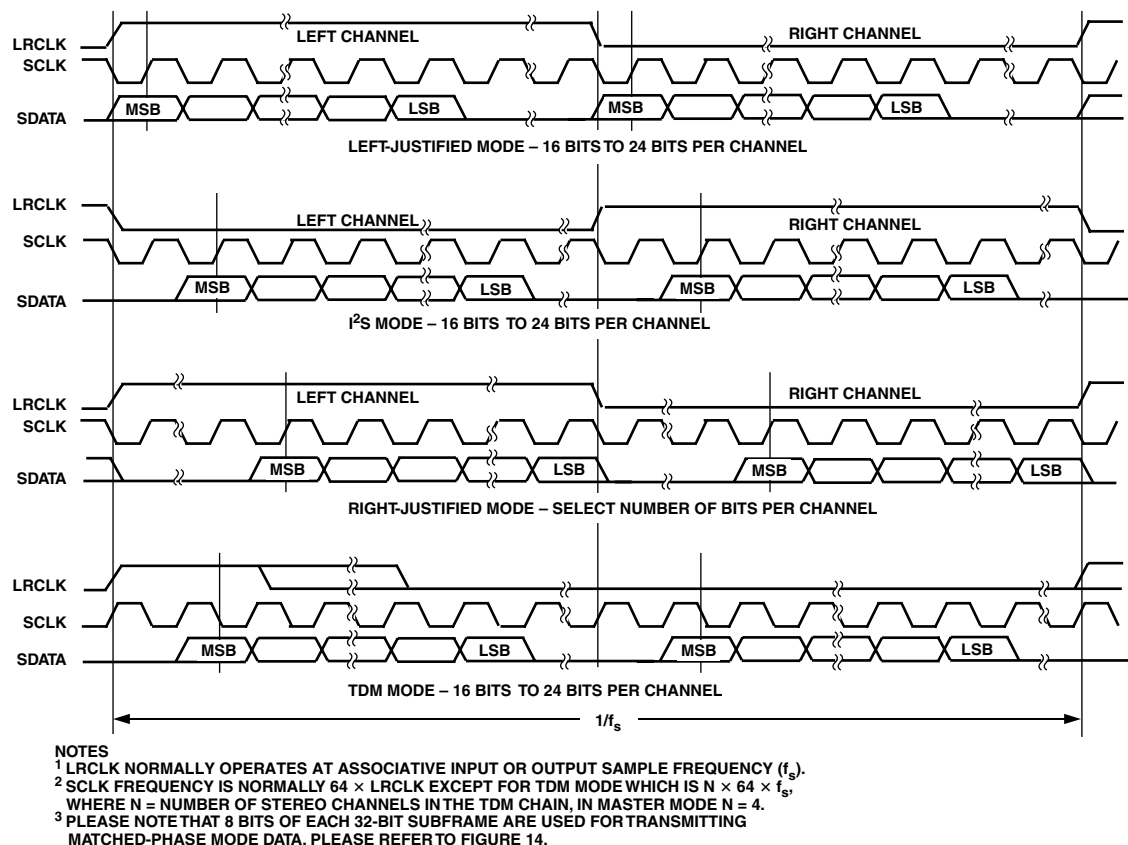 LEFT CHANNEL RIGHT CHANNEL
LRCLK
SCLK
SDATA MSB LSB MSB LSB
LEFT-JUSTIFIED MODE – 16 BITS TO 24 BITS PER CHANNEL
LRCLK
LEFT CHANNEL RIGHT CHANNEL
SCLK
SDATA MSB LSB MSB LSB
I²S MODE – 16 BITS TO 24 BITS PER CHANNEL
LEFT CHANNEL RIGHT CHANNEL
LRCLK
SCLK
SDATA MSB LSB MSB LSB
RIGHT-JUSTIFIED MODE – SELECT NUMBER OF BITS PER CHANNEL
LRCLK
SCLK
SDATA MSB LSB MSB LSB
TDM MODE – 16 BITS TO 24 BITS PER CHANNEL
1/fs
NOTES
1 LRCLK NORMALLY OPERATES AT ASSOCIATIVE INPUT OR OUTPUT SAMPLE FREQUENCY (fs).
2 SCLK FREQUENCY IS NORMALLY 64 × LRCLK EXCEPT FOR TDM MODE WHICH IS N × 64 × fs,
WHERE N = NUMBER OF STEREO CHANNELS IN THE TDM CHAIN, IN MASTER MODE N = 4.
3 PLEASE NOTE THAT 8 BITS OF EACH 32-BIT SUBFRAME ARE USED FOR TRANSMITTING
MATCHED-PHASE MODE DATA. PLEASE REFER TO FIGURE 14.